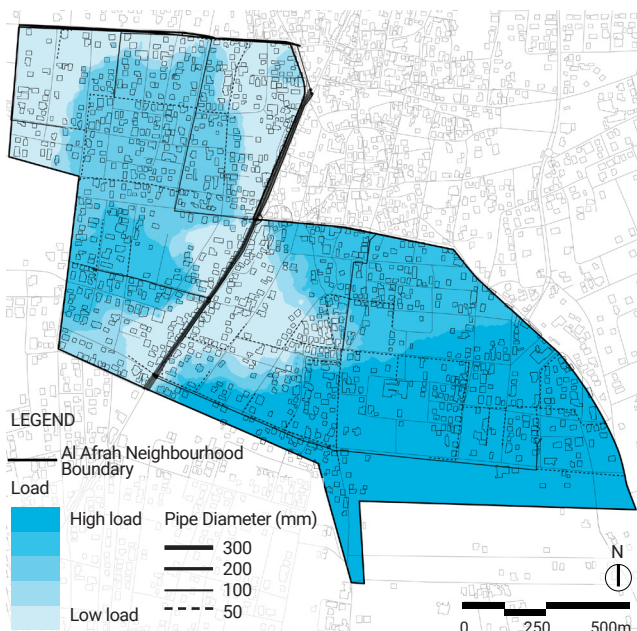 LEGEND
Al Afrah Neighbourhood
Boundary
Load
High load
Low load
Pipe Diameter (mm)
300
200
100
50
N
0 250 500m